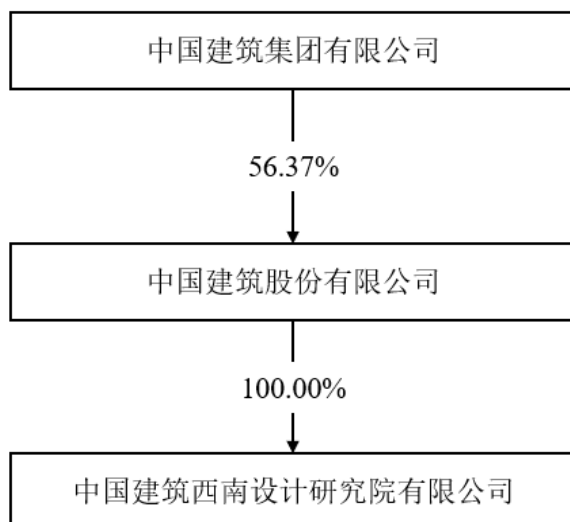 中国建筑集团有限公司
56.37%
中国建筑股份有限公司
100.00%
中国建筑西南设计研究院有限公司